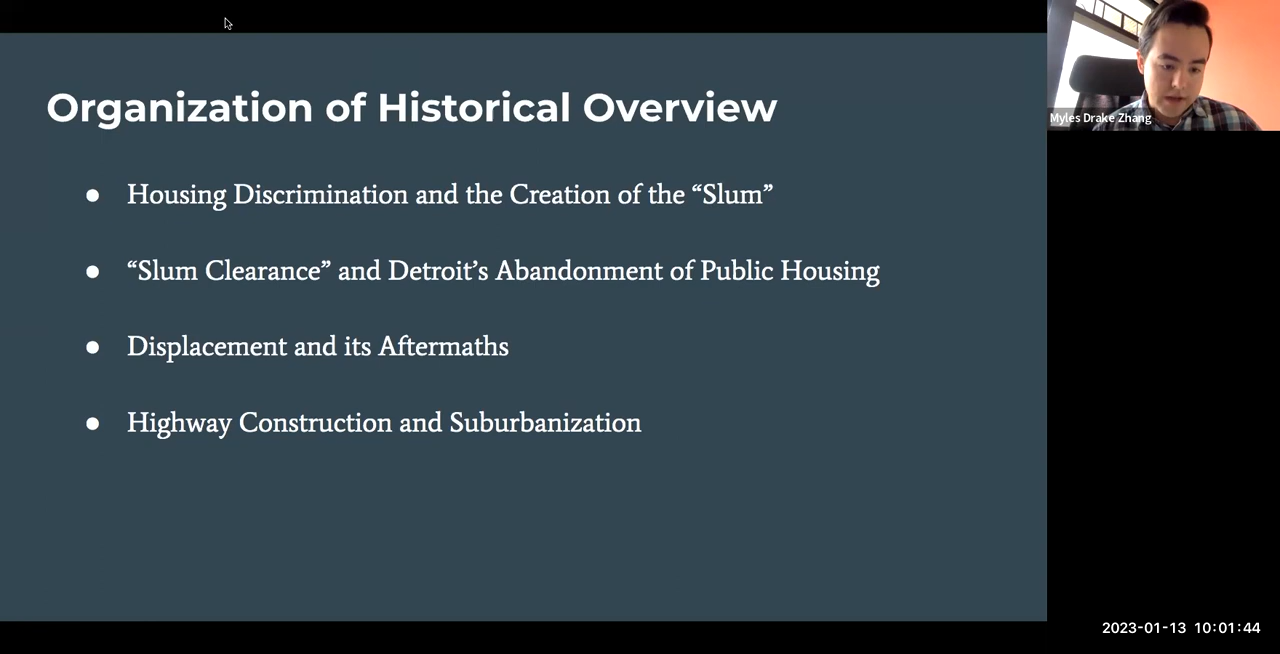 Organization of Historical Overview
● Housing Discrimination and the Creation of the “Slum”
● “Slum Clearance” and Detroit’s Abandonment of Public Housing
● Displacement and its Aftermaths
● Highway Construction and Suburbanization
Myles Drake Zhang
2023-01-13 10:01:44